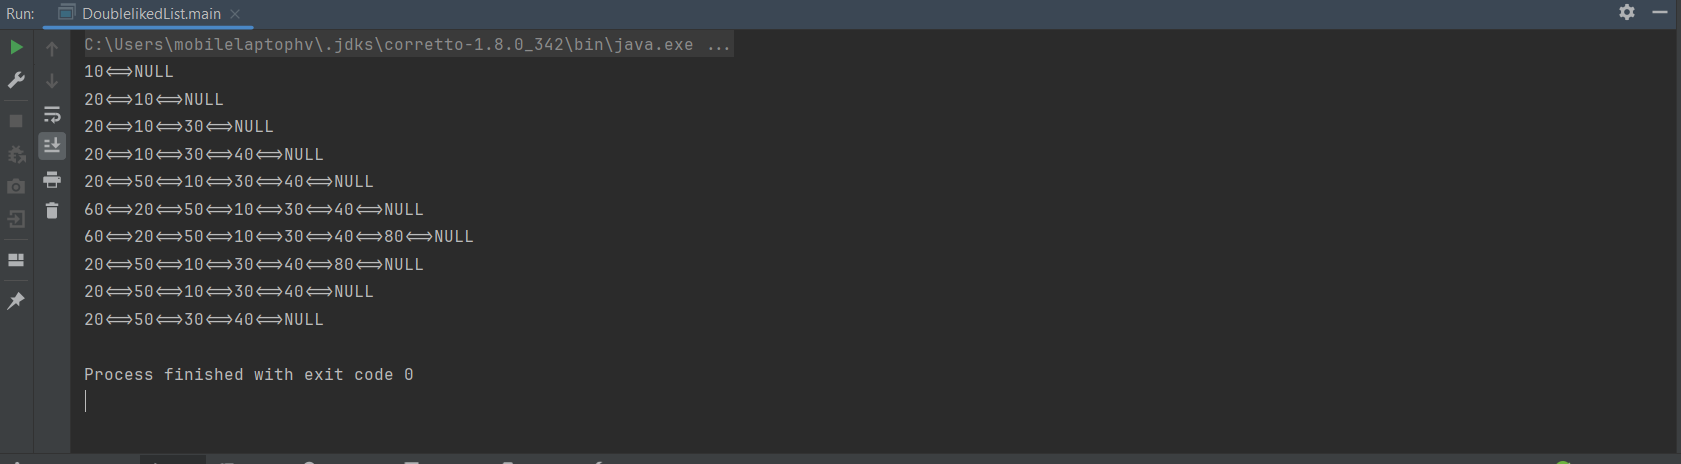 Run: DoublelikedList.main
C:\Users\mobilelaptophv\.jdks\corretto-1.8.0_342\bin\java.exe ...
10<==>NULL
20<==>10<==>NULL
20<==>10<==>30<==>NULL
20<==>10<==>30<==>40<==>NULL
20<==>50<==>10<==>30<==>40<==>NULL
60<==>20<==>50<==>10<==>30<==>40<==>NULL
60<==>20<==>50<==>10<==>30<==>40<==>80<==>NULL
20<==>50<==>10<==>30<==>40<==>80<==>NULL
20<==>50<==>10<==>30<==>40<==>NULL
20<==>50<==>30<==>40<==>NULL
Process finished with exit code 0